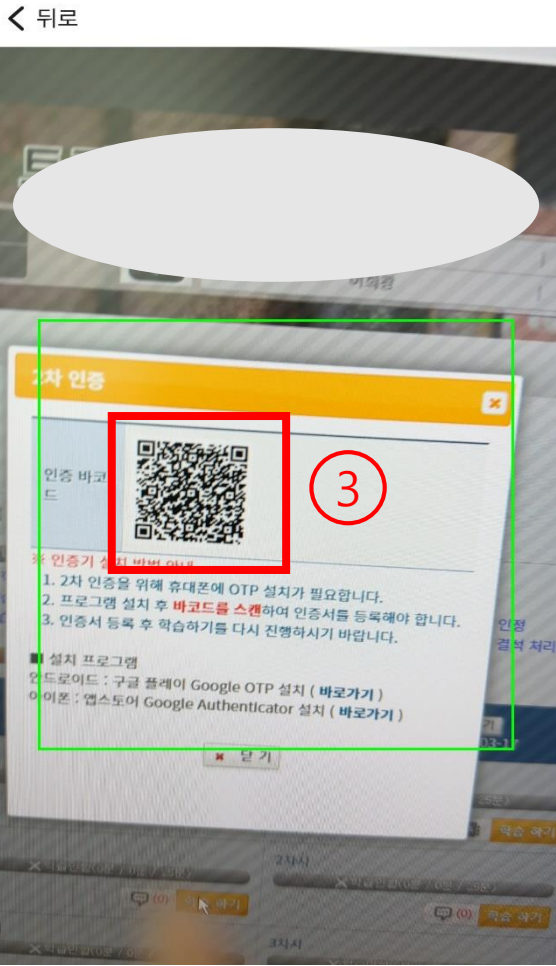 뒤로
2차 인증
인증 바코
드
③
※ 인증기 설치 방법 안내
1. 2차 인증을 위해 휴대폰에 OTP 설치가 필요합니다.
2. 프로그램 설치 후 바코드를 스캔하여 인증서를 등록해야 합니다.
3. 인증서 등록 후 학습하기를 다시 진행하시기 바랍니다.
인정
결석 처리
■ 설치 프로그램
안드로이드 : 구글 플레이 Google OTP 설치 ( 바로가기 )
아이폰 : 앱스토어 Google Authenticator 설치 ( 바로가기 )
닫 기
학습 하기
2차시
(0)
(0) 학습 하기
3차시